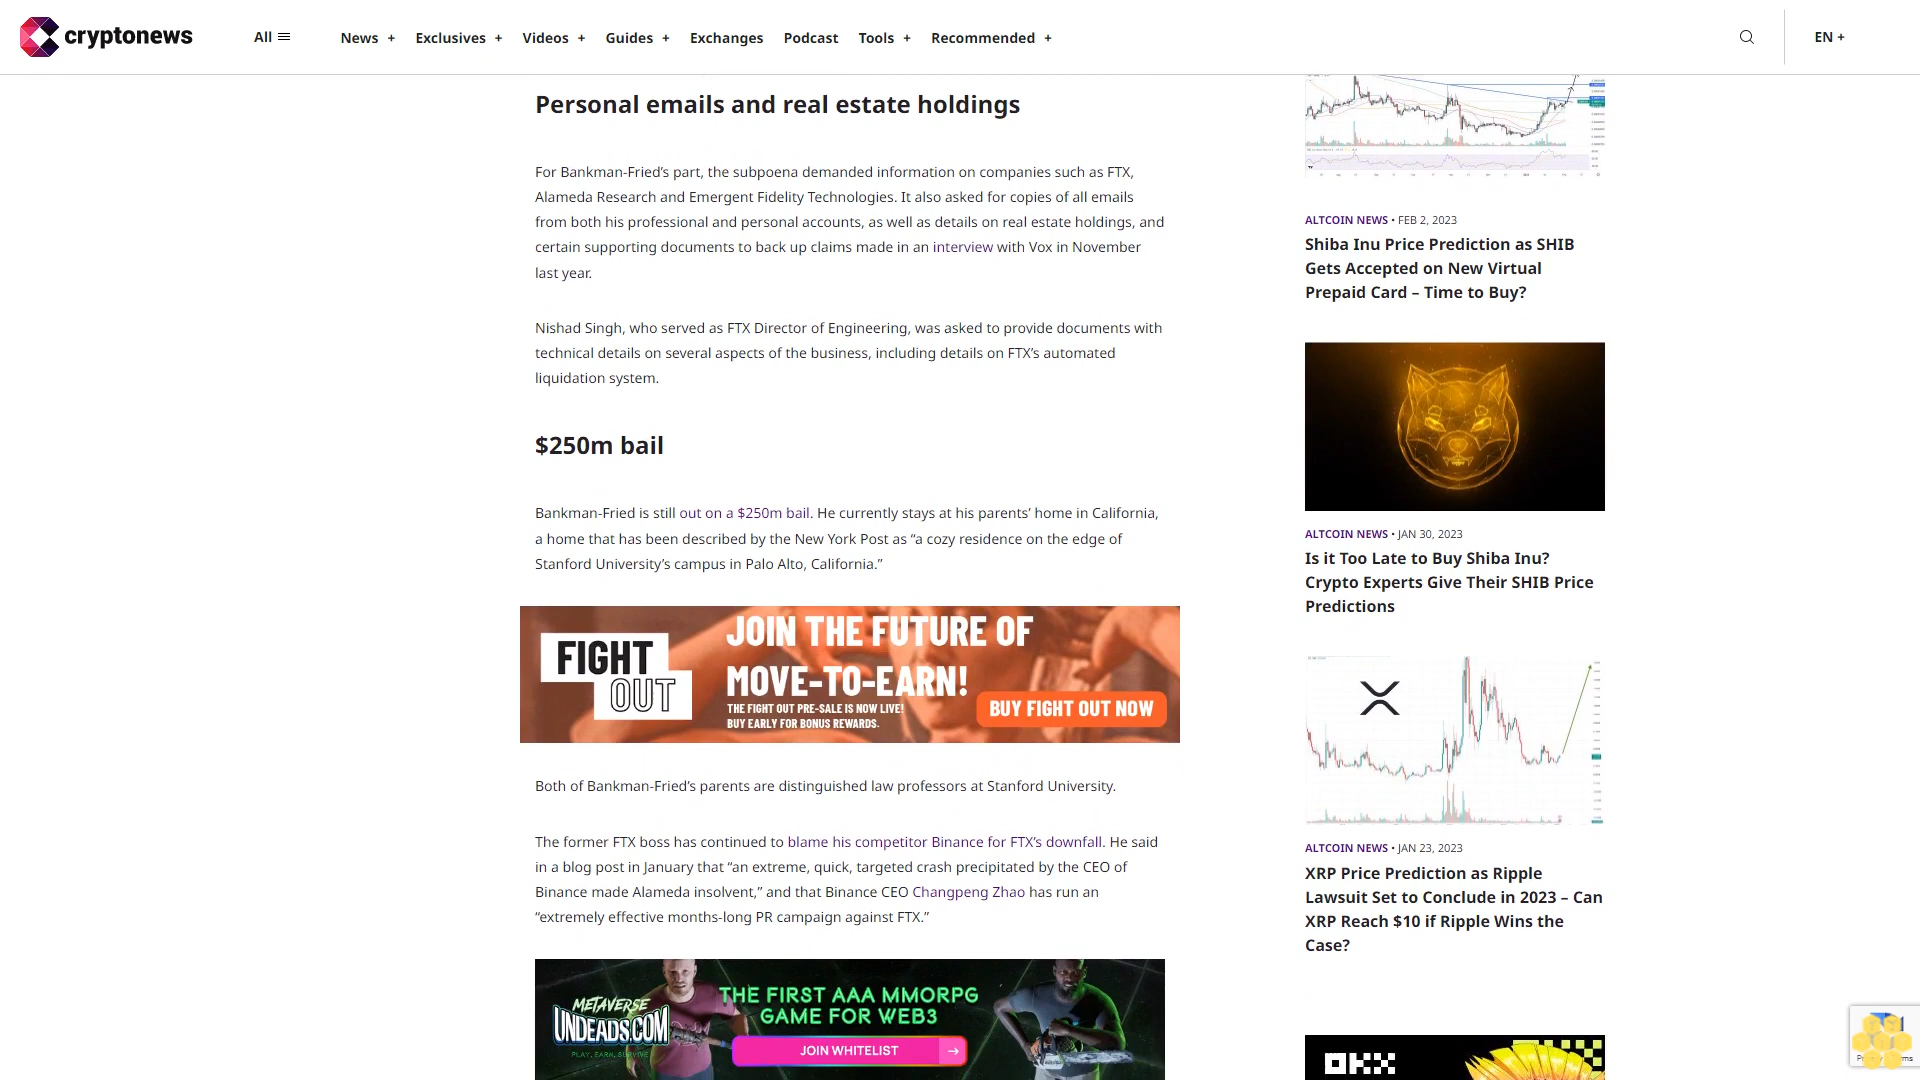 cryptonews
All
News +
Exclusives +
Videos +
Guides +
Exchanges
Podcast
Tools +
Recommended +
EN +
Personal emails and real estate holdings
For Bankman-Fried’s part, the subpoena demanded information on companies such as FTX,
Alameda Research and Emergent Fidelity Technologies. It also asked for copies of all emails
from both his professional and personal accounts, as well as details on real estate holdings, and
certain supporting documents to back up claims made in an interview with Vox in November
last year.
Nishad Singh, who served as FTX Director of Engineering, was asked to provide documents with
technical details on several aspects of the business, including details on FTX’s automated
liquidation system.
$250m bail
Bankman-Fried is still out on a $250m bail. He currently stays at his parents’ home in California,
a home that has been described by the New York Post as “a cozy residence on the edge of
Stanford University’s campus in Palo Alto, California.”
FIGHT
OUT
JOIN THE FUTURE OF
MOVE-TO-EARN!
THE FIGHT OUT PRE-SALE IS NOW LIVE!
BUY EARLY FOR BONUS REWARDS.
BUY FIGHT OUT NOW
Both of Bankman-Fried’s parents are distinguished law professors at Stanford University.
The former FTX boss has continued to blame his competitor Binance for FTX’s downfall. He said
in a blog post in January that “an extreme, quick, targeted crash precipitated by the CEO of
Binance made Alameda insolvent,” and that Binance CEO Changpeng Zhao has run an
“extremely effective months-long PR campaign against FTX.”
METAVERSE
UNDEADS.COM
PLAY, EARN, SURVIVE
THE FIRST AAA MMORPG
GAME FOR WEB3
JOIN WHITELIST
ALTCOIN NEWS • FEB 2, 2023
Shiba Inu Price Prediction as SHIB
Gets Accepted on New Virtual
Prepaid Card – Time to Buy?
ALTCOIN NEWS • JAN 30, 2023
Is it Too Late to Buy Shiba Inu?
Crypto Experts Give Their SHIB Price
Predictions
ALTCOIN NEWS • JAN 23, 2023
XRP Price Prediction as Ripple
Lawsuit Set to Conclude in 2023 – Can
XRP Reach $10 if Ripple Wins the
Case?
OKX